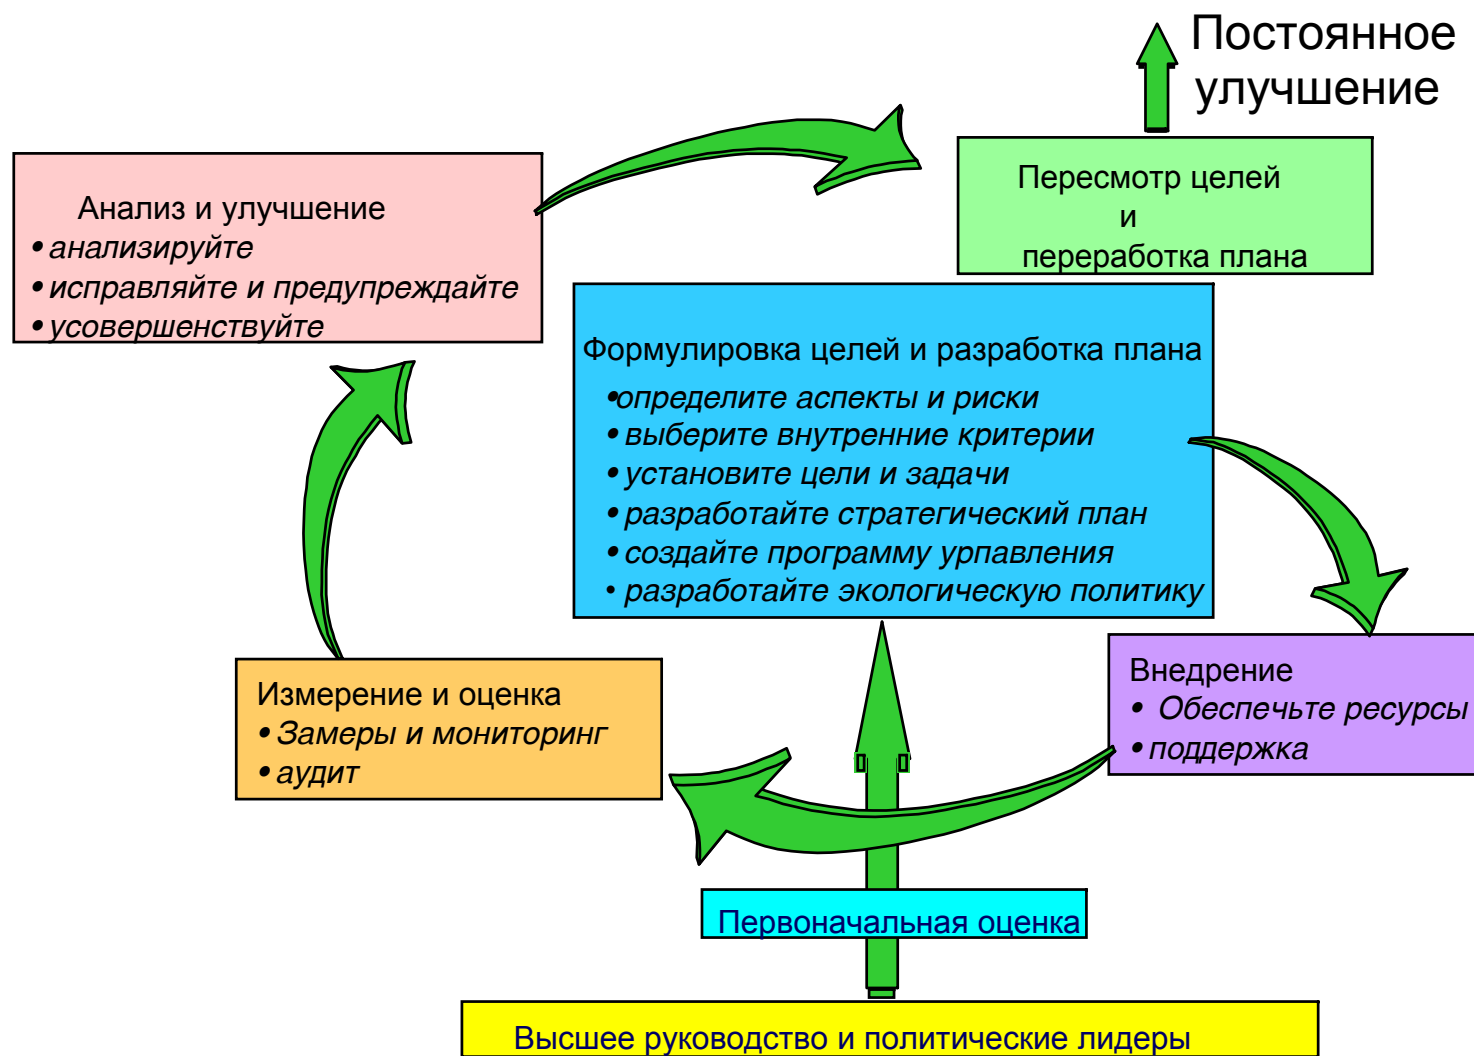 Постоянное
улучшение
Пересмотр целей
и
переработка плана
Анализ и улучшение
• анализируйте
• исправляйте и предупреждайте
• усовершенствуйте
Формулировка целей и разработка плана
•определите аспекты и риски
• выберите внутренние критерии
• установите цели и задачи
• разработайте стратегический план
• создайте программу урпавления
• разработайте экологическую политику
Внедрение
• Обеспечьте ресурсы
• поддержка
Измерение и оценка
• Замеры и мониторинг
• аудит
Первоначальная оценка
Высшее руководство и политические лидеры